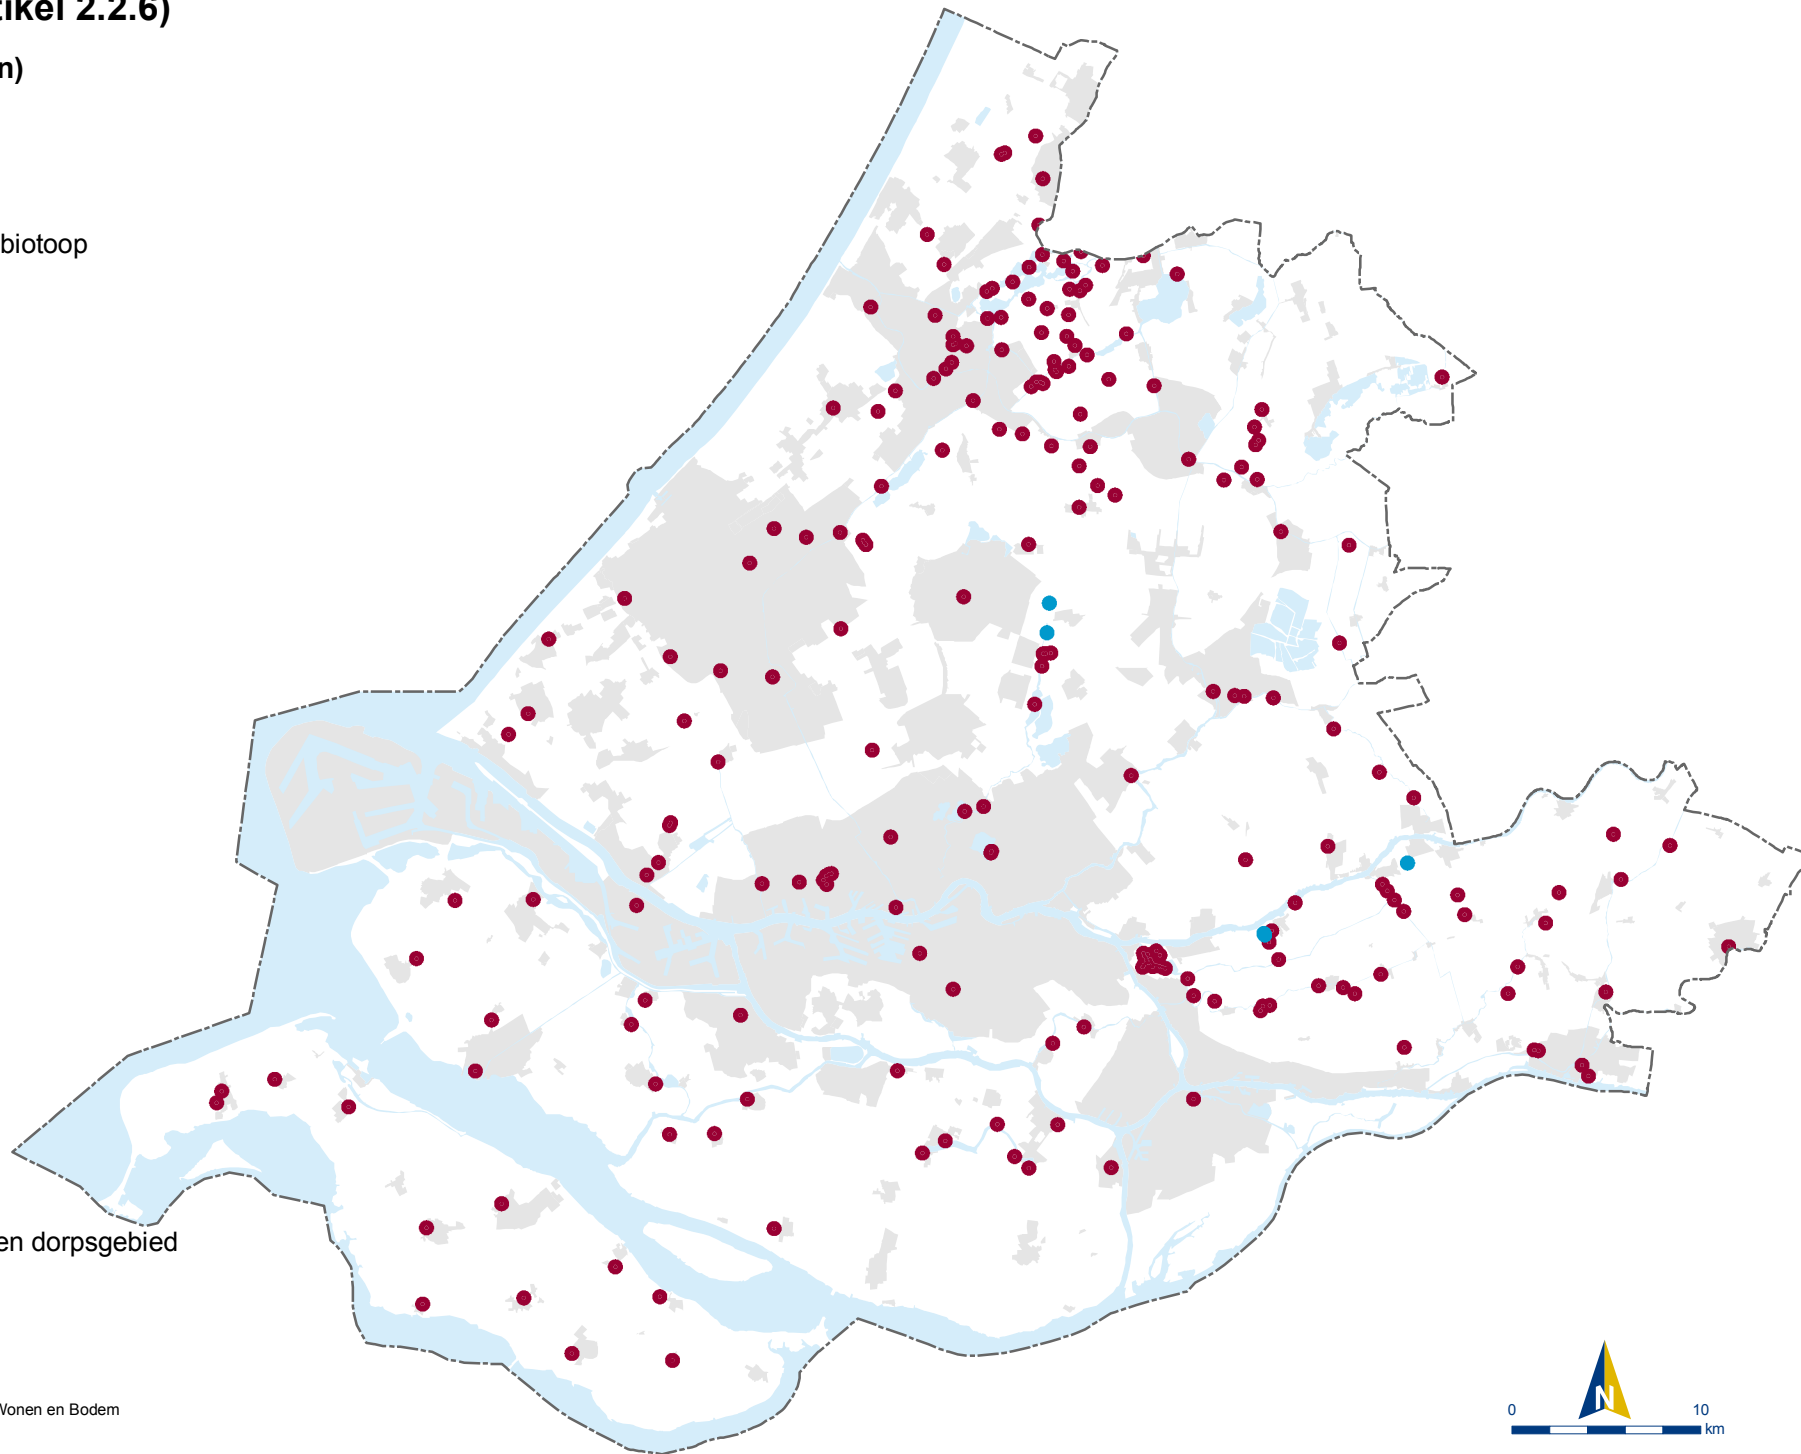 tikel 2.2.6)
n)
biotoop
en dorpsgebied
Wonen en Bodem
N
0 10
km